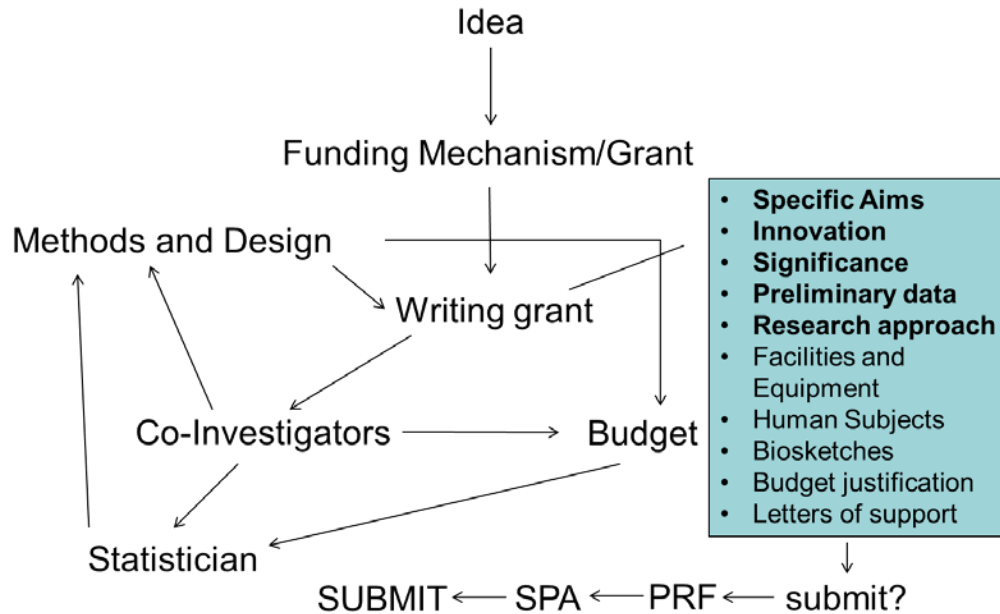 Idea
Funding Mechanism/Grant
Methods and Design
Writing grant
Co-Investigators
Budget
Statistician
• Specific Aims
• Innovation
• Significance
• Preliminary data
• Research approach
• Facilities and
Equipment
• Human Subjects
• Biosketches
• Budget justification
• Letters of support
SUBMIT SPA PRF submit?